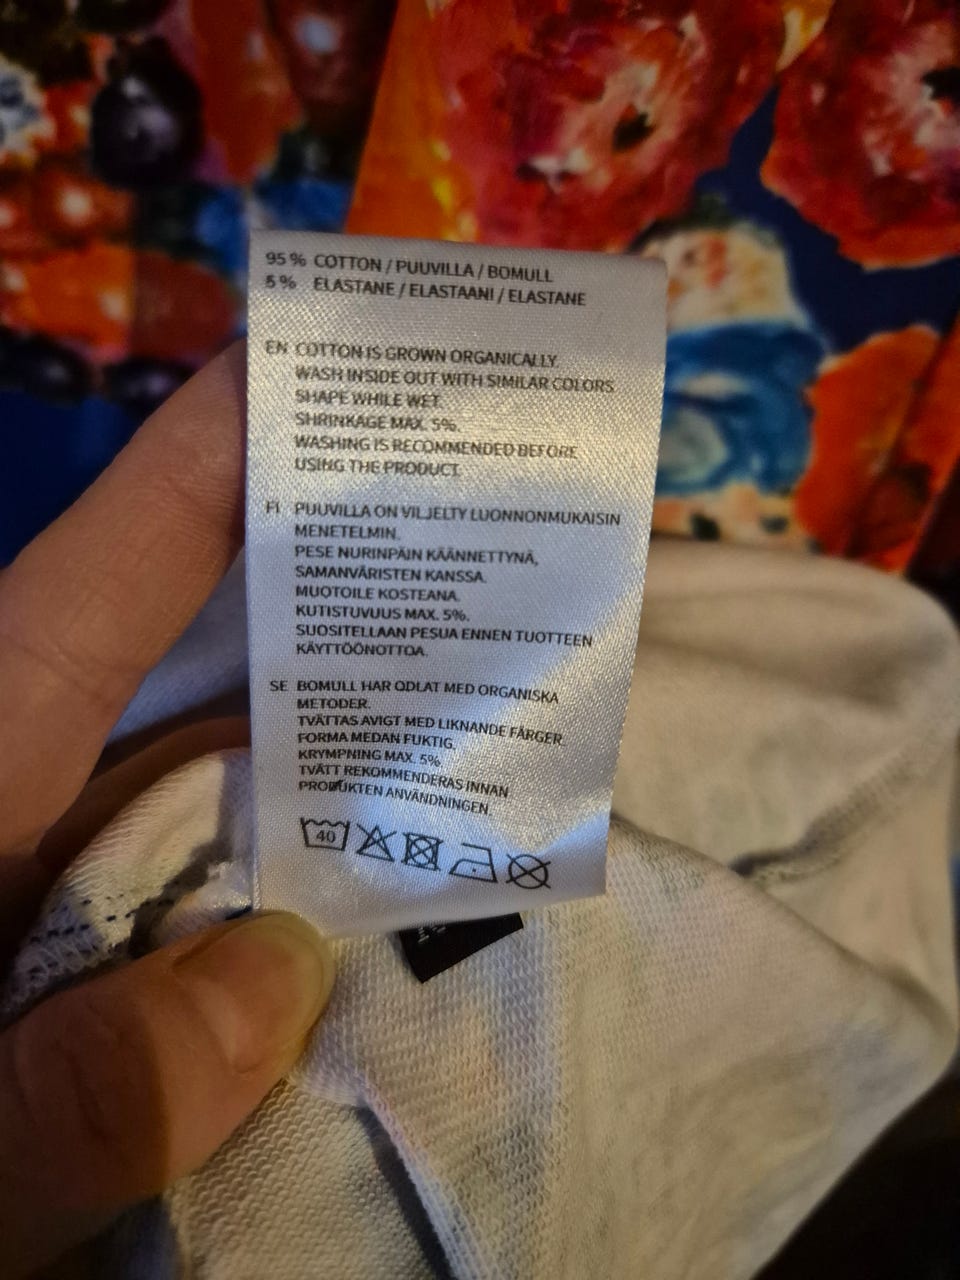 95 % COTTON / PUUVILLA / BOMULL
5 % ELASTANE / ELASTAANI / ELASTANE
EN COTTON IS GROWN ORGANICALLY.
WASH INSIDE OUT WITH SIMILAR COLORS.
SHAPE WHILE WET.
SHRINKAGE MAX. 5%.
WASHING IS RECOMMENDED BEFORE
USING THE PRODUCT.
FI PUUVILLA ON VILJELTY LUONNONMUKAISIN
MENETELMIN.
PESE NURINPÄIN KÄÄNNETTYNÄ,
SAMANVÄRISTEN KANSSA.
MUOTOILE KOSTEANA.
KUTISTUVUUS MAX. 5%.
SUOSITELLAAN PESUA ENNEN TUOTTEEN
KÄYTTÖÖNOTTOA.
SE BOMULL HAR ODLAT MED ORGANISKA
METODER.
TVÄTTAS AVIGT MED LIKNANDE FÄRGER.
FORMA MEDAN FUKTIG.
KRYMPNING MAX. 5%
TVÄTT REKOMMENDERAS INNAN
PRODUKTEN ANVÄNDNINGEN.
40